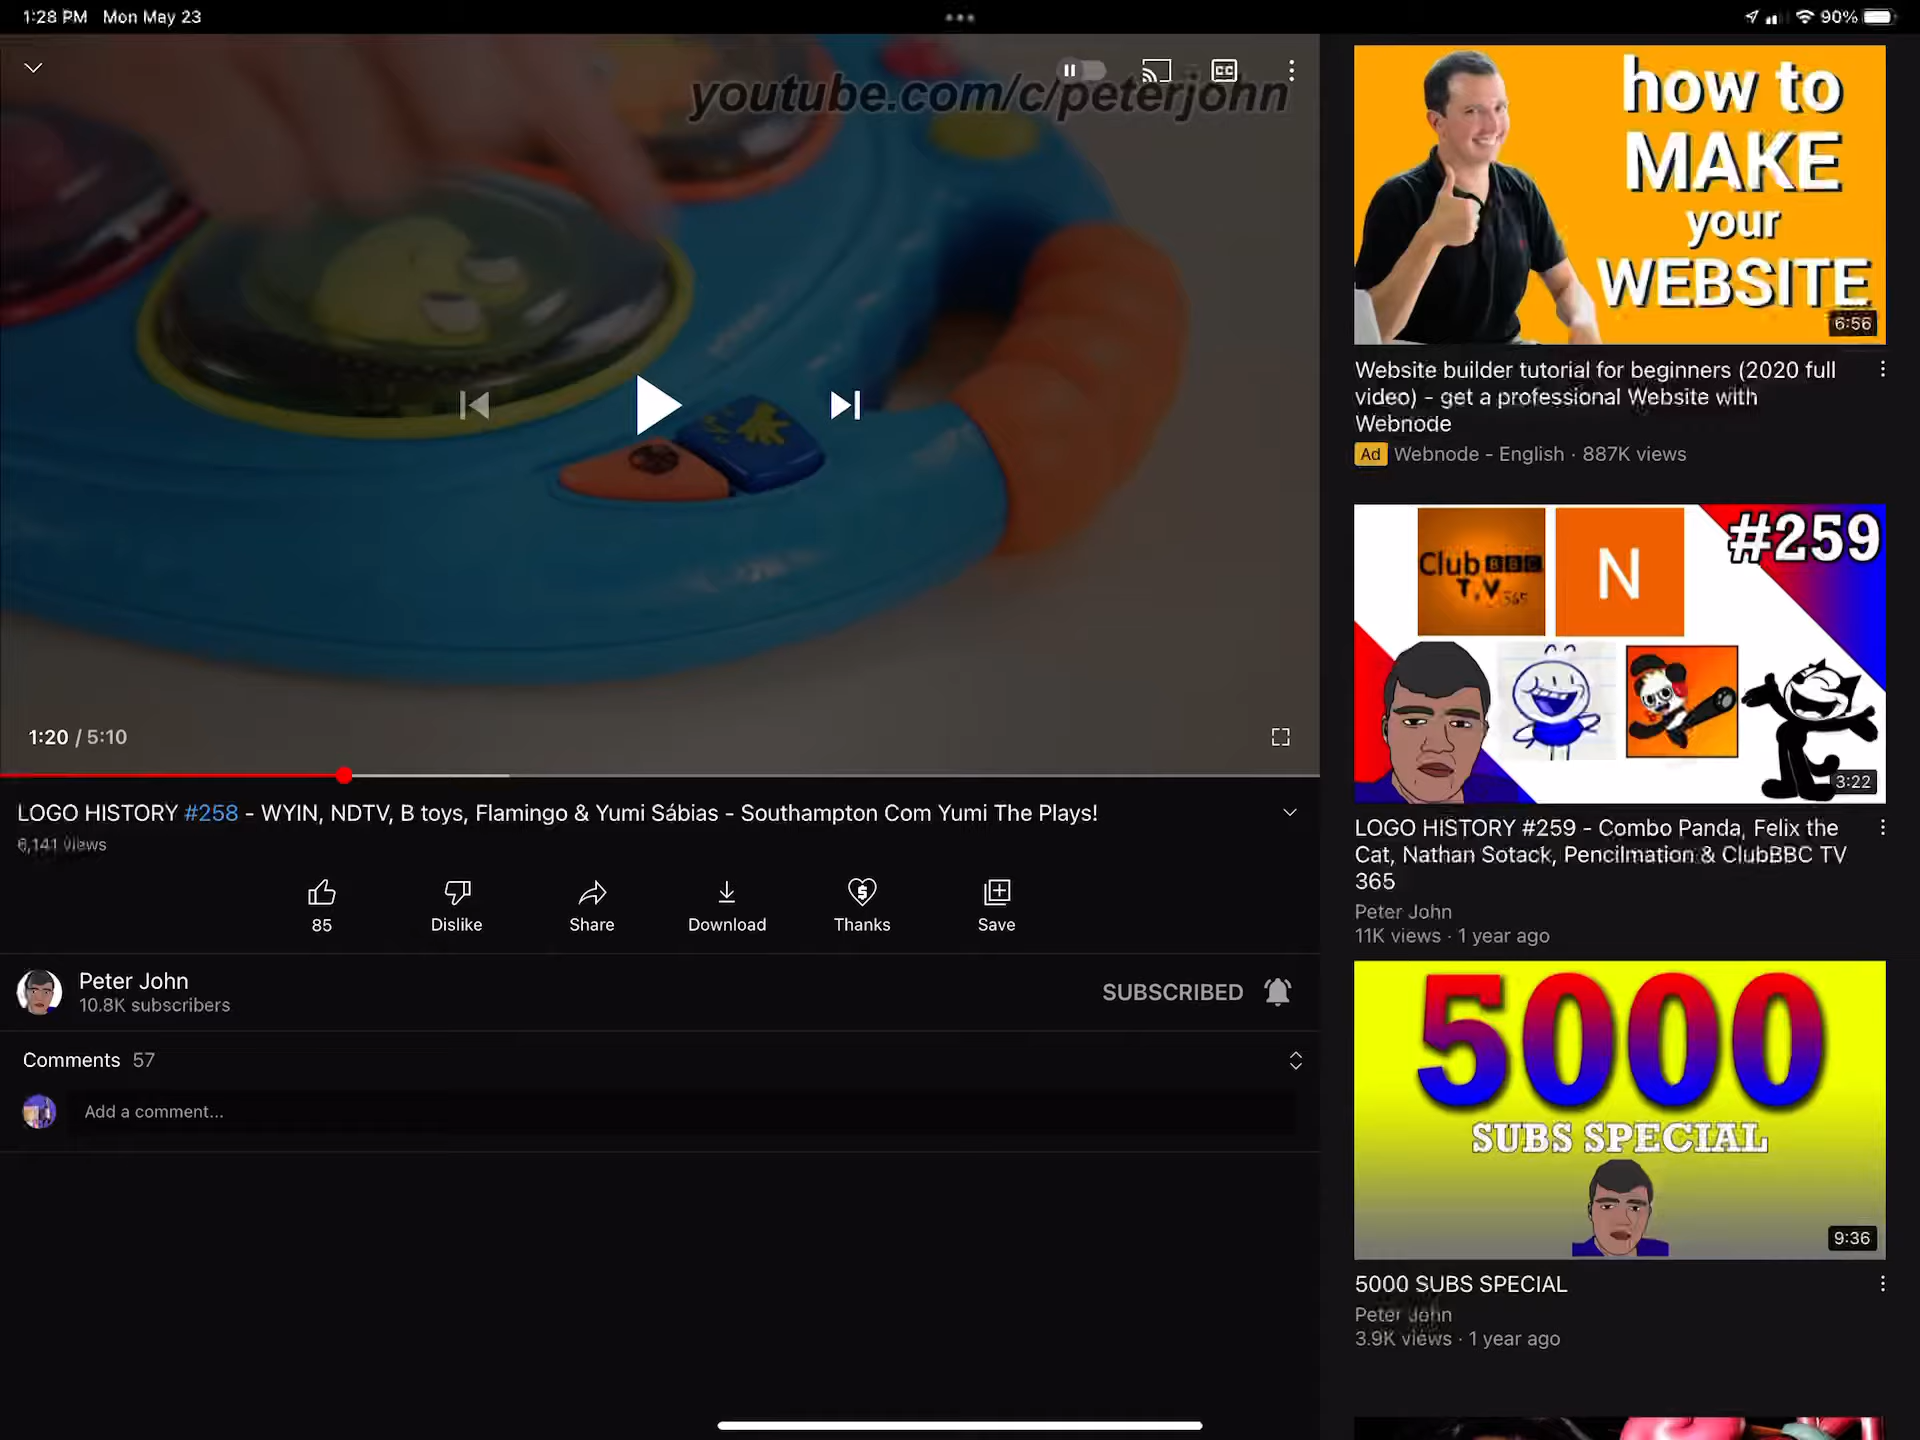 1:28 PM Mon May 23
90%
youtube.com/c/peterjohn
CC
1:20 / 5:10
LOGO HISTORY #258 - WYIN, NDTV, B toys, Flamingo & Yumi Sábias - Southampton Com Yumi The Plays!
6,141 views
85
Dislike
Share
Download
Thanks
Save
Peter John
10.8K subscribers
SUBSCRIBED
Comments 57
Add a comment...
how to
MAKE
your
WEBSITE
6:56
Website builder tutorial for beginners (2020 full
video) - get a professional Website with
Webnode
Ad Webnode - English · 887K views
#259
Club BBC
T.V 365
N
3:22
LOGO HISTORY #259 - Combo Panda, Felix the
Cat, Nathan Sotack, Pencilmation & ClubBBC TV
365
Peter John
11K views · 1 year ago
5000
SUBS SPECIAL
9:36
5000 SUBS SPECIAL
Peter John
3.9K views · 1 year ago